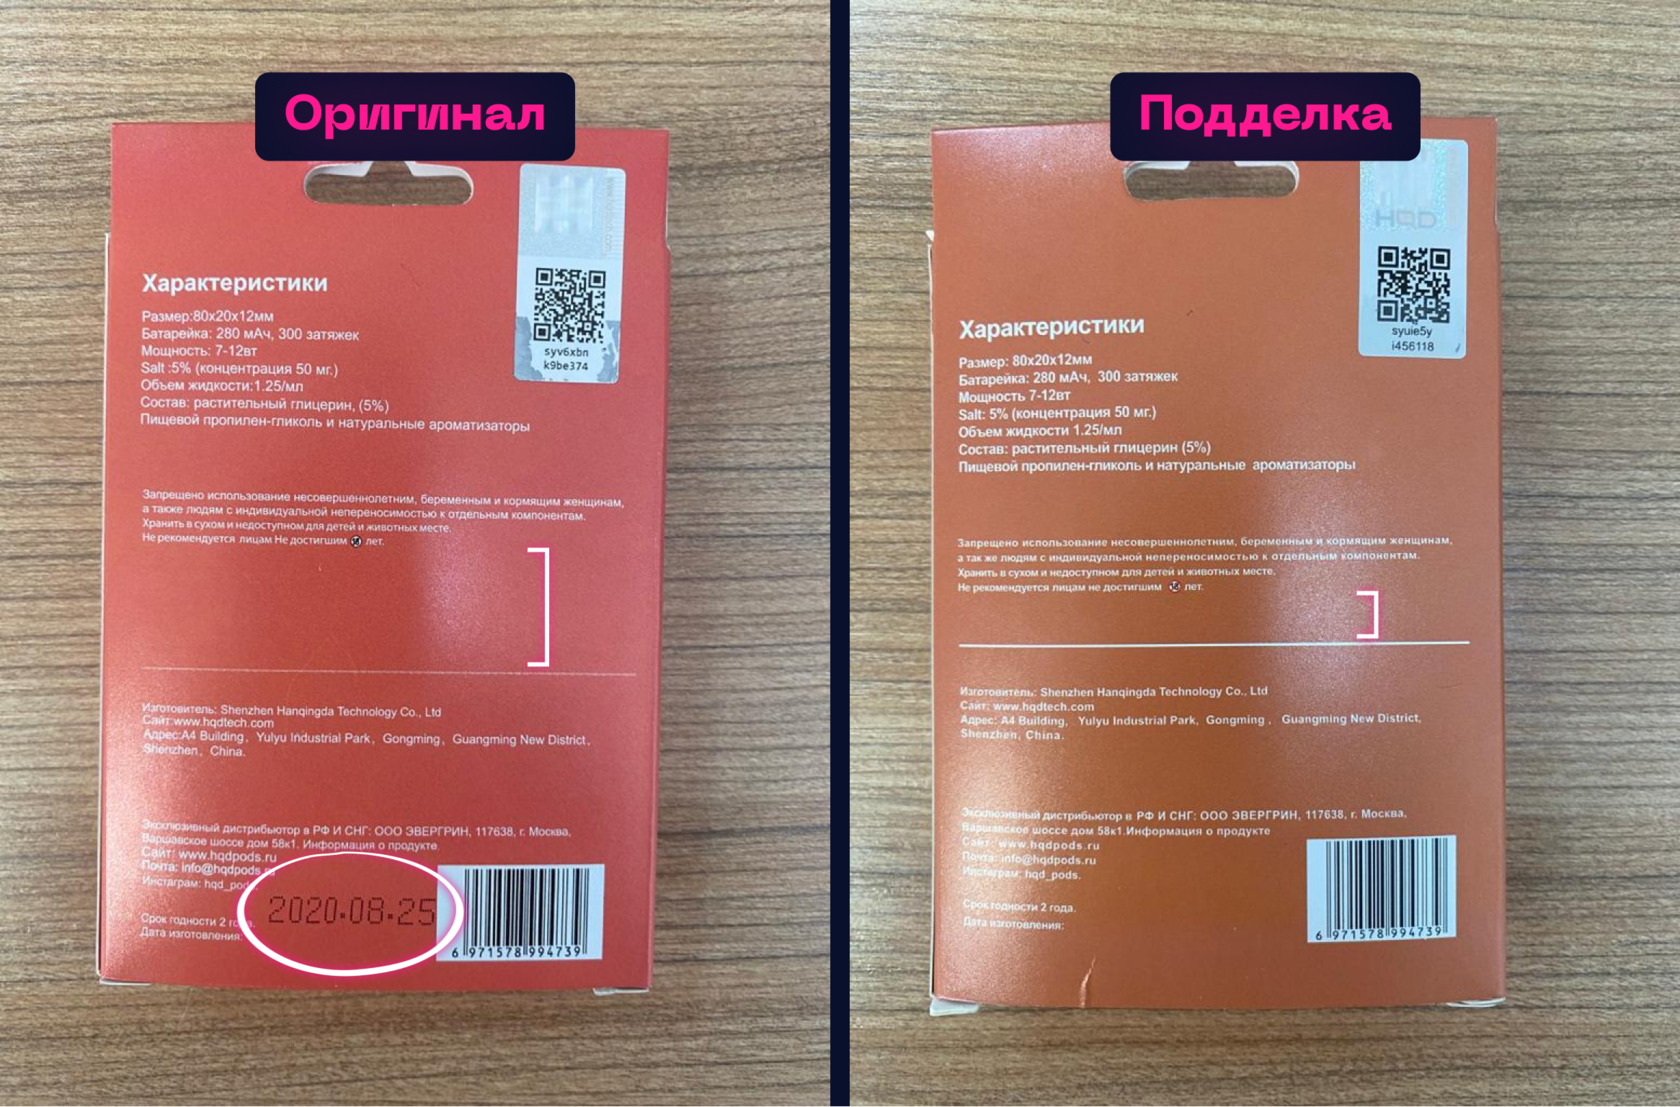 Оригинал
Характеристики
Размер:80x20x12мм
Батарейка: 280 мАч, 300 затяжек
Мощность: 7-12вт
Salt :5% (концентрация 50 мг.)
Объем жидкости:1.25/мл
Состав: растительный глицерин, (5%)
Пищевой пропилен-гликоль и натуральные ароматизаторы
syv6xbn
k9be374
Запрещено использование несовершеннолетним, беременным и кормящим женщинам,
а также людям с индивидуальной непереносимостью к отдельным компонентам.
Хранить в сухом и недоступном для детей и животных месте.
Не рекомендуется лицам Не достигшим 18 лет.
Изготовитель: Shenzhen Hanqingda Technology Co., Ltd
Сайт:www.hqdtech.com
Адрес:A4 Building, Yulyu Industrial Park, Gongming, Guangming New District,
Shenzhen, China.
Эксклюзивный дистрибьютор в РФ И СНГ: ООО ЭВЕРГРИН, 117638, г. Москва,
Варшавское шоссе дом 58к1. Информация о продукте.
Сайт: www.hqdpods.ru
Почта: info@hqdpods.ru
Инстаграм: hqd_pods
Срок годности 2 года.
Дата изготовления:
2020.08.25
6 971578 994739
Подделка
HQD
syuie5y
i456118
Характеристики
Размер: 80x20x12мм
Батарейка: 280 мАч, 300 затяжек
Мощность 7-12вт
Salt: 5% (концентрация 50 мг.)
Объем жидкости 1.25/мл
Состав: растительный глицерин (5%)
Пищевой пропилен-гликоль и натуральные ароматизаторы
Запрещено использование несовершеннолетним, беременным и кормящим женщинам,
а так же людям с индивидуальной непереносимостью к отдельным компонентам.
Хранить в сухом и недоступном для детей и животных месте.
Не рекомендуется лицам не достигшим 18 лет.
Изготовитель: Shenzhen Hanqingda Technology Co., Ltd
Сайт: www.hqdtech.com
Адрес: A4 Building, Yulyu Industrial Park, Gongming , Guangming New District,
Shenzhen, China.
Эксклюзивный дистрибьютор в РФ И СНГ: ООО ЭВЕРГРИН, 117638, г. Москва,
Варшавское шоссе дом 58к1.Информация о продукте
Сайт: www.hqdpods.ru
Почта: info@hqdpods.ru
Инстаграм: hqd_pods.
Срок годности 2 года.
Дата изготовления:
6 971578 994739